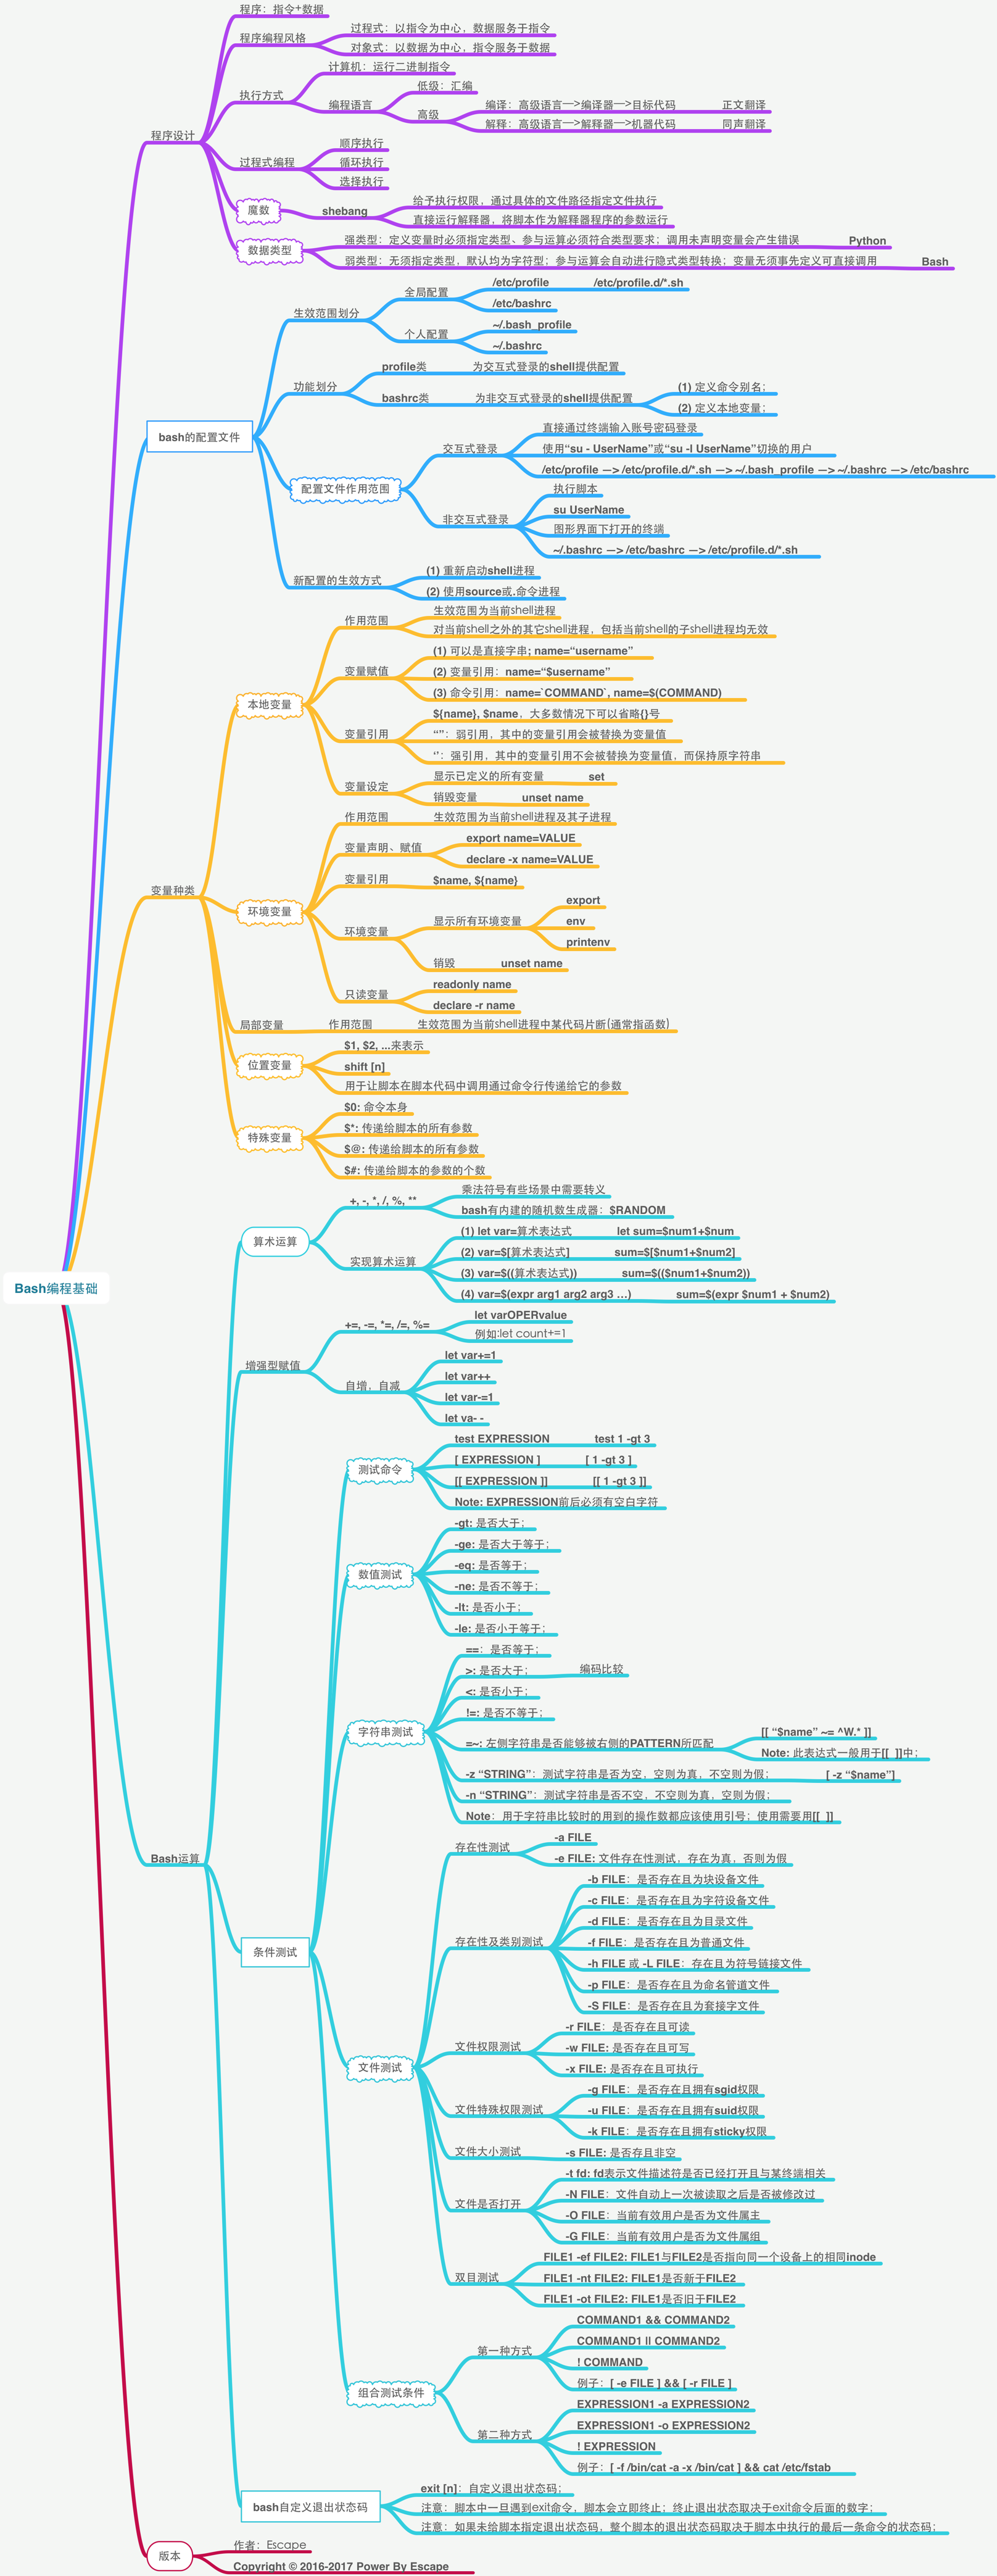 程序：指令+数据
程序编程风格
过程式：以指令为中心，数据服务于指令
对象式：以数据为中心，指令服务于数据
执行方式
计算机：运行二进制指令
编程语言
低级：汇编
高级
编译：高级语言—>编译器—>目标代码
正文翻译
解释：高级语言—>解释器—>机器代码
同声翻译
程序设计
过程式编程
顺序执行
循环执行
选择执行
魔数
shebang
给予执行权限，通过具体的文件路径指定文件执行
直接运行解释器，将脚本作为解释器程序的参数运行
数据类型
强类型：定义变量时必须指定类型、参与运算必须符合类型要求；调用未声明变量会产生错误
Python
弱类型：无须指定类型，默认均为字符型；参与运算会自动进行隐式类型转换；变量无须事先定义可直接调用
Bash
bash的配置文件
生效范围划分
全局配置
/etc/profile
/etc/profile.d/*.sh
/etc/bashrc
个人配置
~/.bash_profile
~/.bashrc
功能划分
profile类
为交互式登录的shell提供配置
bashrc类
为非交互式登录的shell提供配置
(1) 定义命令别名；
(2) 定义本地变量；
配置文件作用范围
交互式登录
直接通过终端输入账号密码登录
使用“su - UserName”或“su -l UserName”切换的用户
/etc/profile —> /etc/profile.d/*.sh —> ~/.bash_profile —> ~/.bashrc —> /etc/bashrc
非交互式登录
执行脚本
su UserName
图形界面下打开的终端
~/.bashrc —> /etc/bashrc —> /etc/profile.d/*.sh
新配置的生效方式
(1) 重新启动shell进程
(2) 使用source或.命令进程
变量种类
本地变量
作用范围
生效范围为当前shell进程
对当前shell之外的其它shell进程，包括当前shell的子shell进程均无效
变量赋值
(1) 可以是直接字串; name=“username”
(2) 变量引用：name=“$username”
(3) 命令引用：name=`COMMAND`, name=$(COMMAND)
变量引用
${name}, $name，大多数情况下可以省略{}号
“”：弱引用，其中的变量引用会被替换为变量值
‘’：强引用，其中的变量引用不会被替换为变量值，而保持原字符串
变量设定
显示已定义的所有变量
set
销毁变量
unset name
环境变量
作用范围
生效范围为当前shell进程及其子进程
变量声明、赋值
export name=VALUE
declare -x name=VALUE
变量引用
$name, ${name}
环境变量
显示所有环境变量
export
env
printenv
销毁
unset name
只读变量
readonly name
declare -r name
局部变量
作用范围
生效范围为当前shell进程中某代码片断(通常指函数)
位置变量
$1, $2, ...来表示
shift [n]
用于让脚本在脚本代码中调用通过命令行传递给它的参数
特殊变量
$0: 命令本身
$*: 传递给脚本的所有参数
$@: 传递给脚本的所有参数
$#: 传递给脚本的参数的个数
Bash编程基础
Bash运算
算术运算
+, -, *, /, %, **
乘法符号有些场景中需要转义
bash有内建的随机数生成器：$RANDOM
实现算术运算
(1) let var=算术表达式
let sum=$num1+$num
(2) var=$[算术表达式]
sum=$[$num1+$num2]
(3) var=$((算术表达式))
sum=$(($num1+$num2))
(4) var=$(expr arg1 arg2 arg3 ...)
sum=$(expr $num1 + $num2)
增强型赋值
+=, -=, *=, /=, %=
let varOPERvalue
例如:let count+=1
自增，自减
let var+=1
let var++
let var-=1
let va- -
条件测试
测试命令
test EXPRESSION
test 1 -gt 3
[ EXPRESSION ]
[ 1 -gt 3 ]
[[ EXPRESSION ]]
[[ 1 -gt 3 ]]
Note: EXPRESSION前后必须有空白字符
数值测试
-gt: 是否大于；
-ge: 是否大于等于；
-eq: 是否等于；
-ne: 是否不等于；
-lt: 是否小于；
-le: 是否小于等于；
字符串测试
==：是否等于；
>: 是否大于；
编码比较
<: 是否小于；
!=: 是否不等于；
=~: 左侧字符串是否能够被右侧的PATTERN所匹配
[[ “$name” ~= ^W.* ]]
Note: 此表达式一般用于[[ ]]中；
-z “STRING”：测试字符串是否为空，空则为真，不空则为假；
[ -z “$name”]
-n “STRING”：测试字符串是否不空，不空则为真，空则为假；
Note：用于字符串比较时的用到的操作数都应该使用引号；使用需要用[[ ]]
文件测试
存在性测试
-a FILE
-e FILE: 文件存在性测试，存在为真，否则为假
存在性及类别测试
-b FILE：是否存在且为块设备文件
-c FILE：是否存在且为字符设备文件
-d FILE：是否存在且为目录文件
-f FILE：是否存在且为普通文件
-h FILE 或 -L FILE：存在且为符号链接文件
-p FILE：是否存在且为命名管道文件
-S FILE：是否存在且为套接字文件
文件权限测试
-r FILE：是否存在且可读
-w FILE: 是否存在且可写
-x FILE: 是否存在且可执行
文件特殊权限测试
-g FILE：是否存在且拥有sgid权限
-u FILE：是否存在且拥有suid权限
-k FILE：是否存在且拥有sticky权限
文件大小测试
-s FILE: 是否存且非空
文件是否打开
-t fd: fd表示文件描述符是否已经打开且与某终端相关
-N FILE：文件自动上一次被读取之后是否被修改过
-O FILE：当前有效用户是否为文件属主
-G FILE：当前有效用户是否为文件属组
双目测试
FILE1 -ef FILE2: FILE1与FILE2是否指向同一个设备上的相同inode
FILE1 -nt FILE2: FILE1是否新于FILE2
FILE1 -ot FILE2: FILE1是否旧于FILE2
组合测试条件
第一种方式
COMMAND1 && COMMAND2
COMMAND1 || COMMAND2
! COMMAND
例子：[ -e FILE ] && [ -r FILE ]
第二种方式
EXPRESSION1 -a EXPRESSION2
EXPRESSION1 -o EXPRESSION2
! EXPRESSION
例子：[ -f /bin/cat -a -x /bin/cat ] && cat /etc/fstab
bash自定义退出状态码
exit [n]：自定义退出状态码；
注意：脚本中一旦遇到exit命令，脚本会立即终止；终止退出状态取决于exit命令后面的数字；
注意：如果未给脚本指定退出状态码，整个脚本的退出状态码取决于脚本中执行的最后一条命令的状态码；
版本
作者：Escape
Copyright © 2016-2017 Power By Escape